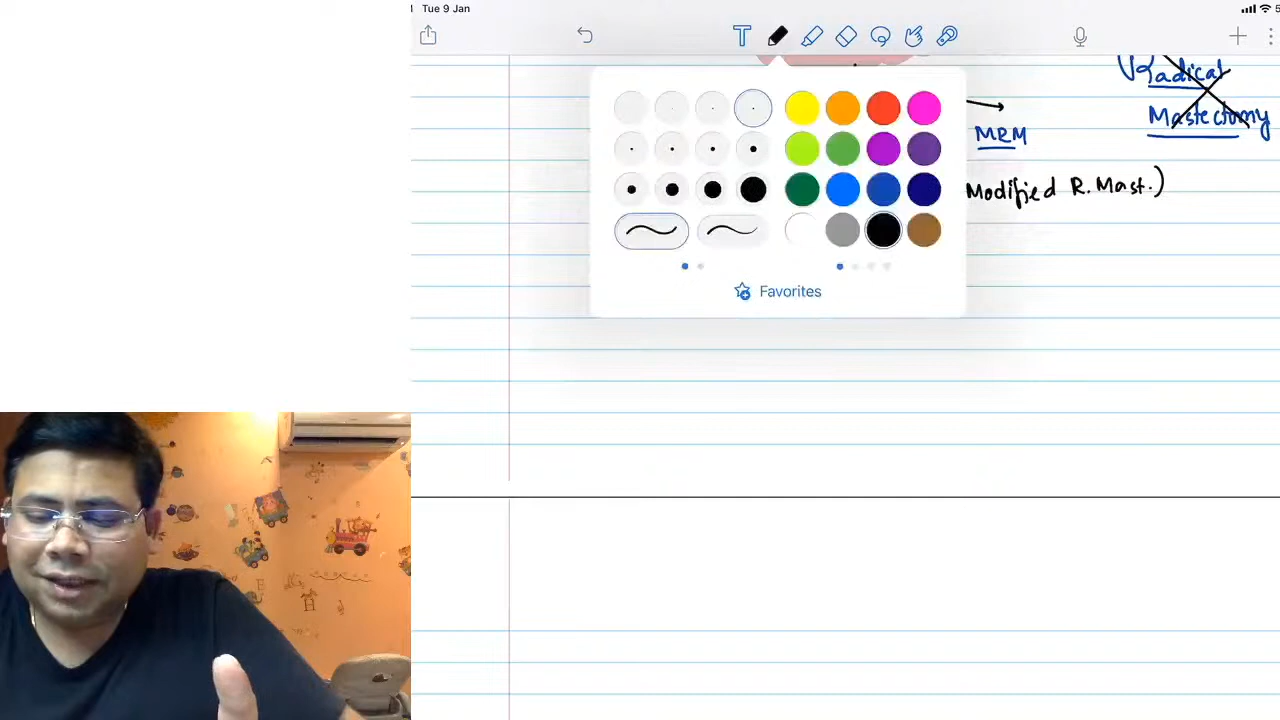 Tue 9 Jan
T
Radical
Mastectomy
MRM
Modified R. Mast.)
Favorites